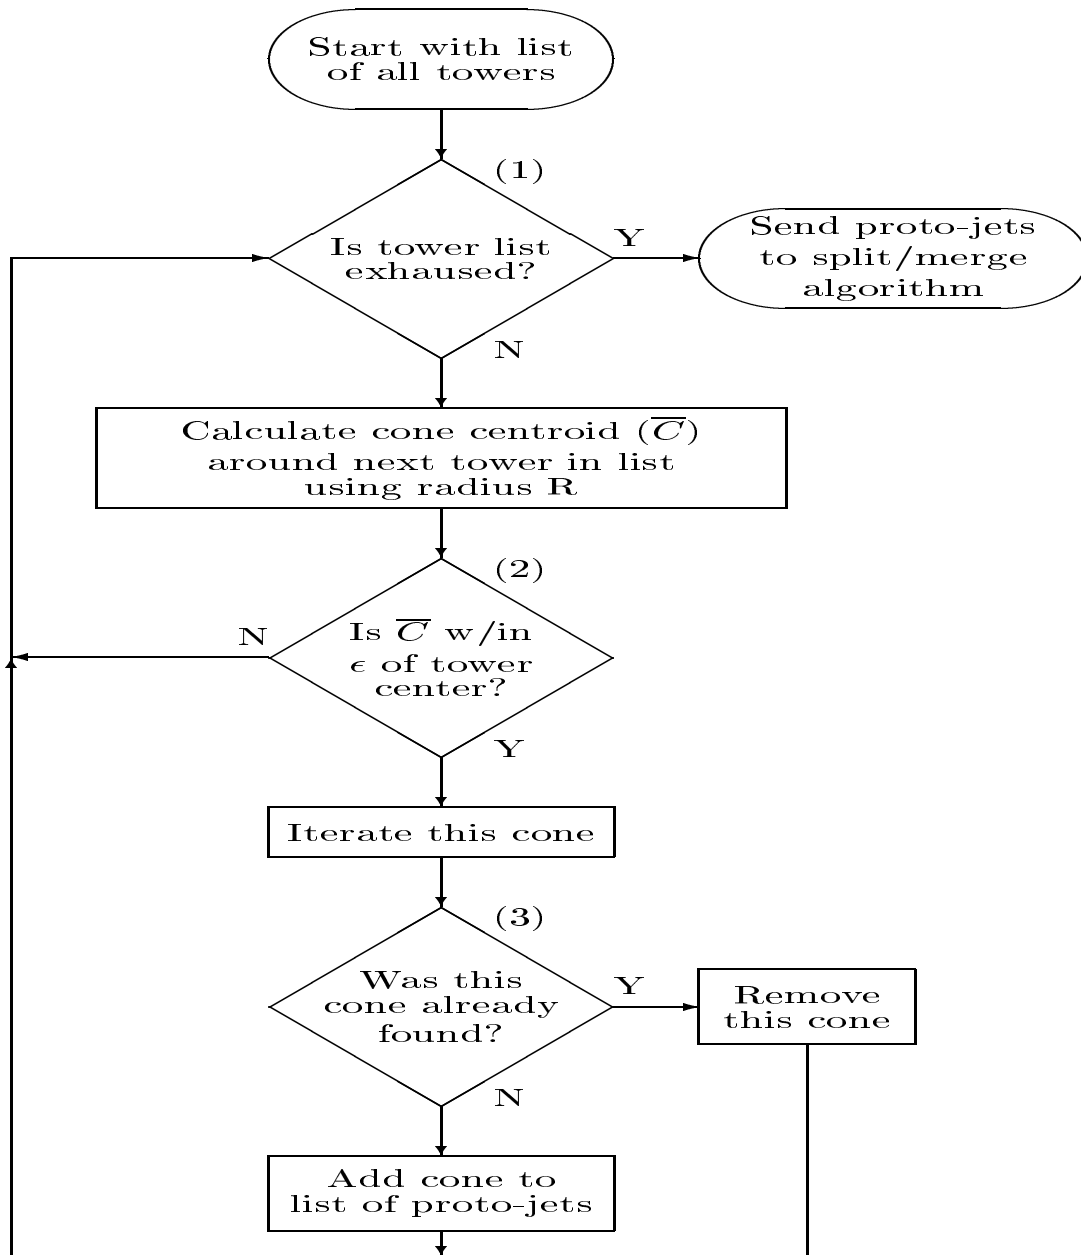 Start with list
of all towers
(1)
Is tower list
exhaused?
Y
Send proto-jets
to split/merge
algorithm
N
Calculate cone centroid (C̅)
around next tower in list
using radius R
(2)
N
Is C̅ w/in
ϵ of tower
center?
Y
Iterate this cone
(3)
Was this
cone already
found?
Y
Remove
this cone
N
Add cone to
list of proto-jets